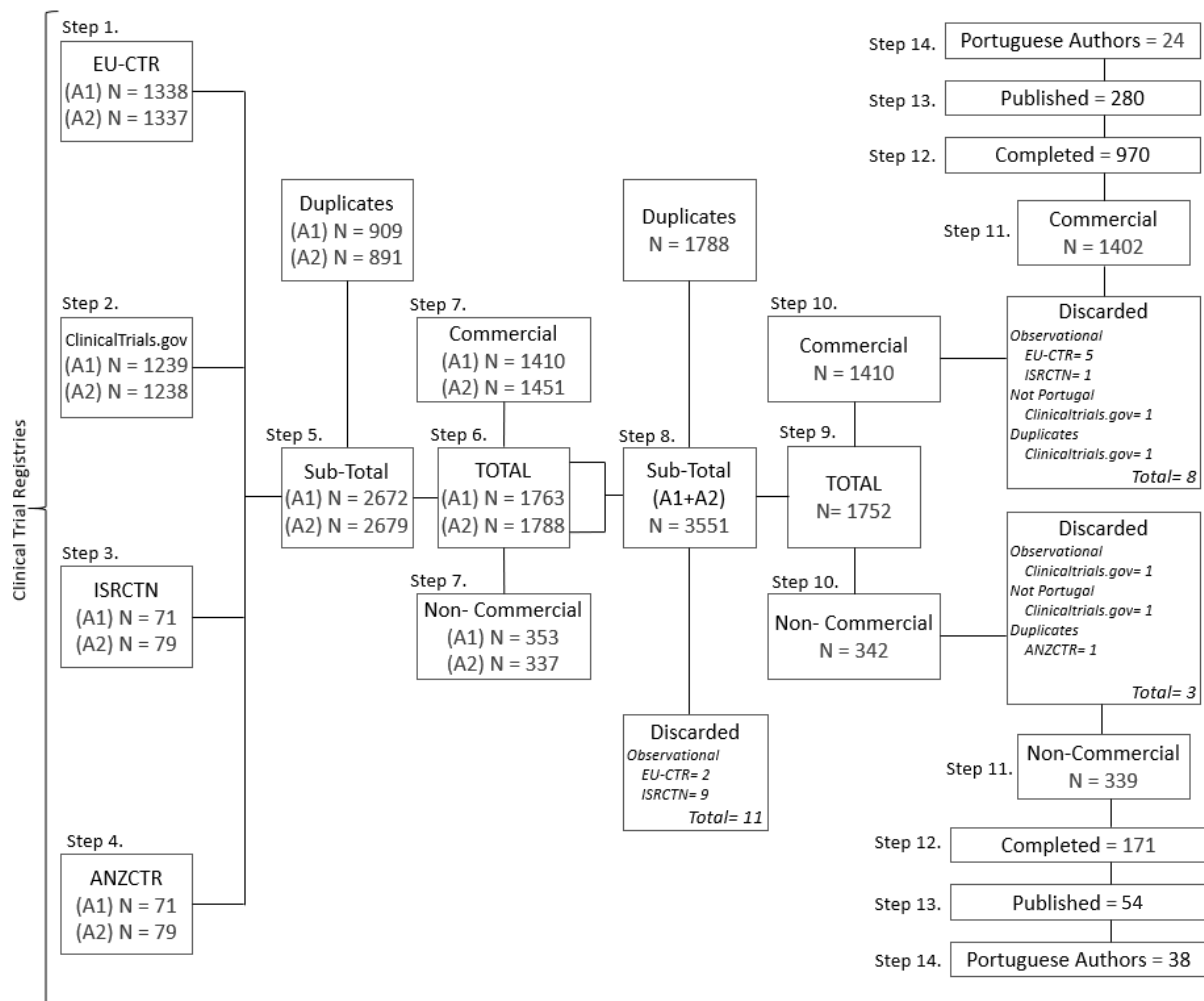 Clinical Trial Registries
Step 1.
EU-CTR
(A1) N = 1338
(A2) N = 1337
Step 2.
ClinicalTrials.gov
(A1) N = 1239
(A2) N = 1238
Step 3.
ISRCTN
(A1) N = 71
(A2) N = 79
Step 4.
ANZCTR
(A1) N = 71
(A2) N = 79
Duplicates
(A1) N = 909
(A2) N = 891
Step 5.
Sub-Total
(A1) N = 2672
(A2) N = 2679
Step 7.
Commercial
(A1) N = 1410
(A2) N = 1451
Step 6.
TOTAL
(A1) N = 1763
(A2) N = 1788
Step 7.
Non- Commercial
(A1) N = 353
(A2) N = 337
Duplicates
N = 1788
Step 8.
Sub-Total
(A1+A2)
N = 3551
Discarded
Observational
EU-CTR= 2
ISRCTN= 9
Total= 11
Step 10.
Commercial
N = 1410
Step 9.
TOTAL
N= 1752
Step 10.
Non- Commercial
N = 342
Step 14.
Portuguese Authors = 24
Step 13.
Published = 280
Step 12.
Completed = 970
Step 11.
Commercial
N = 1402
Discarded
Observational
EU-CTR= 5
ISRCTN= 1
Not Portugal
Clinicaltrials.gov= 1
Duplicates
Clinicaltrials.gov= 1
Total= 8
Discarded
Observational
Clinicaltrials.gov= 1
Not Portugal
Clinicaltrials.gov= 1
Duplicates
ANZCTR= 1
Total= 3
Step 11.
Non-Commercial
N = 339
Step 12.
Completed = 171
Step 13.
Published = 54
Step 14.
Portuguese Authors = 38